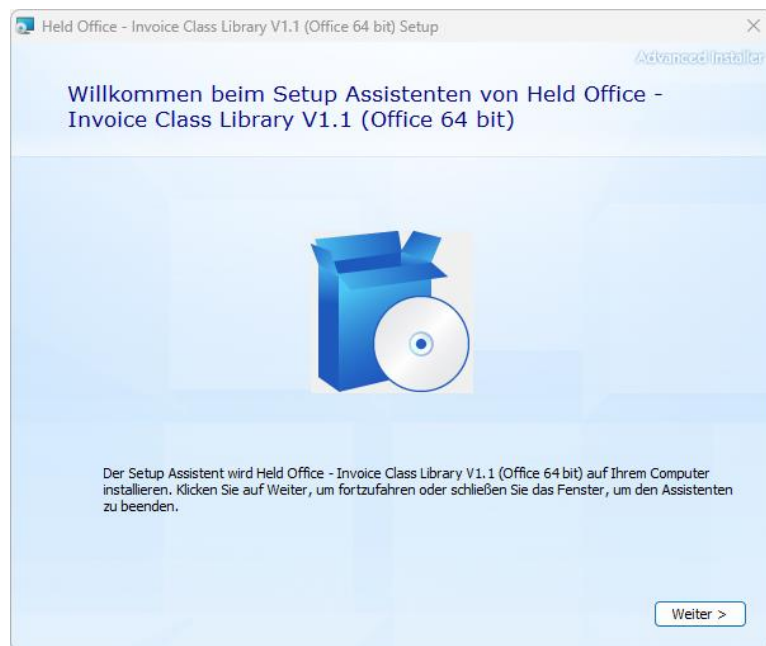 Held Office - Invoice Class Library V1.1 (Office 64 bit) Setup
Advanced Installer
Willkommen beim Setup Assistenten von Held Office -
Invoice Class Library V1.1 (Office 64 bit)
Der Setup Assistent wird Held Office - Invoice Class Library V1.1 (Office 64 bit) auf Ihrem Computer
installieren. Klicken Sie auf Weiter, um fortzufahren oder schließen Sie das Fenster, um den Assistenten
zu beenden.
Weiter >